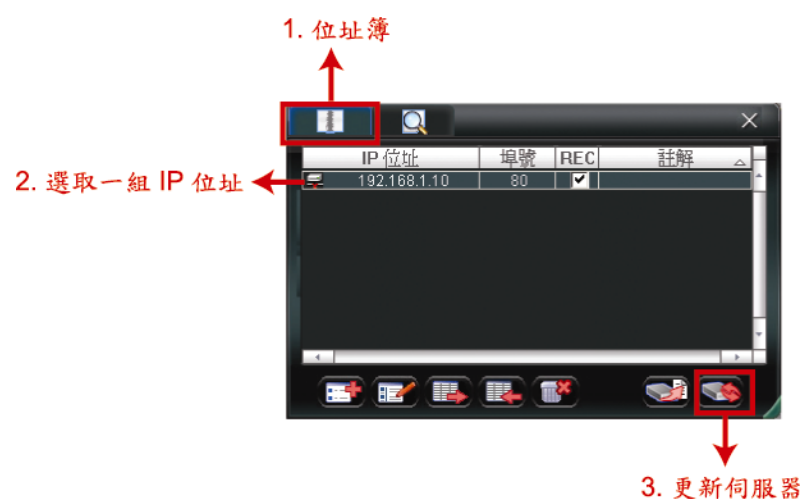 1. 位址簿
IP 位址 埠號 REC 註解
2. 選取一組 IP 位址
192.168.1.10 80
3. 更新伺服器